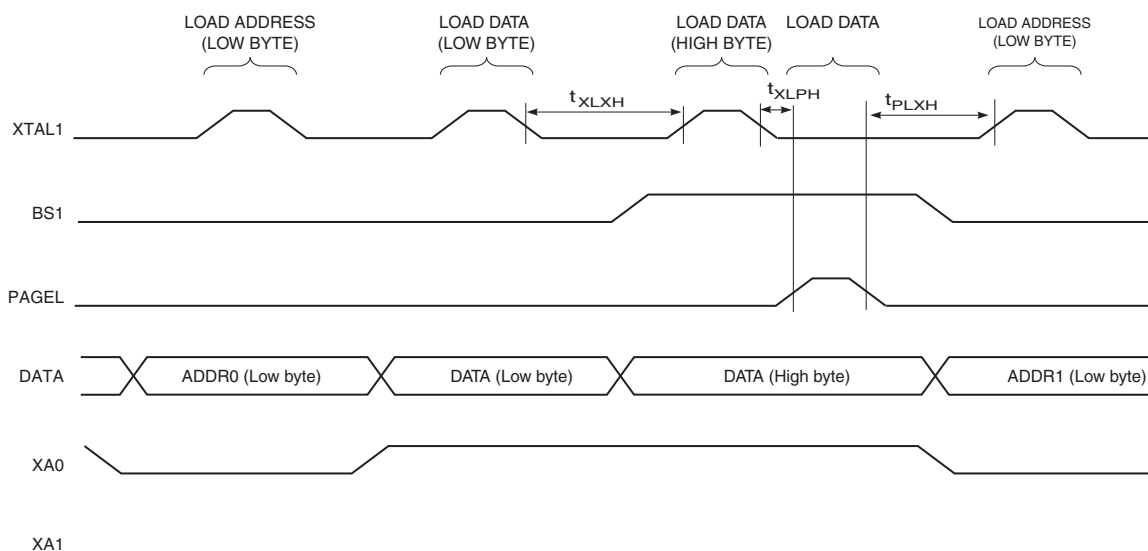 LOAD ADDRESS
(LOW BYTE)
LOAD DATA
(LOW BYTE)
LOAD DATA
(HIGH BYTE)
LOAD DATA
LOAD ADDRESS
(LOW BYTE)
tXLXH
tXLPH
tPLXH
XTAL1
BS1
PAGEL
DATA
ADDR0 (Low byte)
DATA (Low byte)
DATA (High byte)
ADDR1 (Low byte)
XA0
XA1